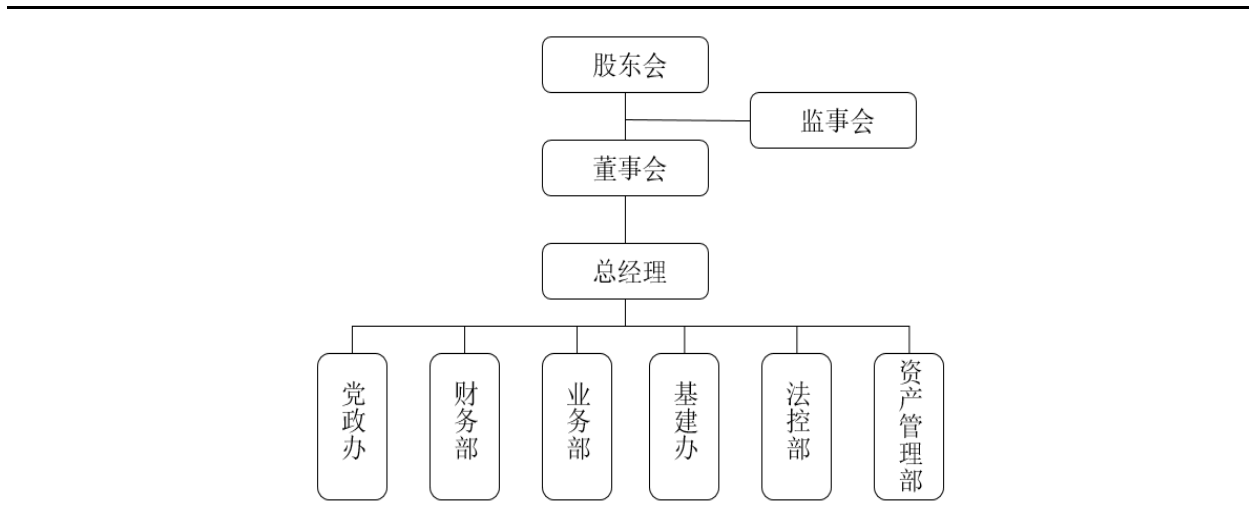 股东会
监事会
董事会
总经理
党政办
财务部
业务部
基建办
法控部
资产管理部